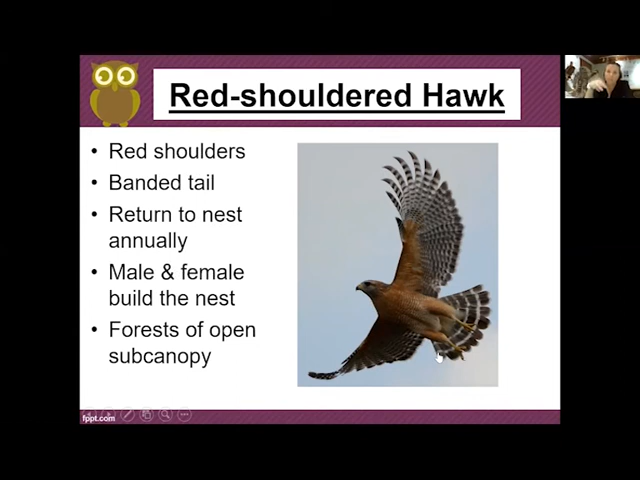 Red-shouldered Hawk
• Red shoulders
• Banded tail
• Return to nest
annually
• Male & female
build the nest
• Forests of open
subcanopy
fppt.com